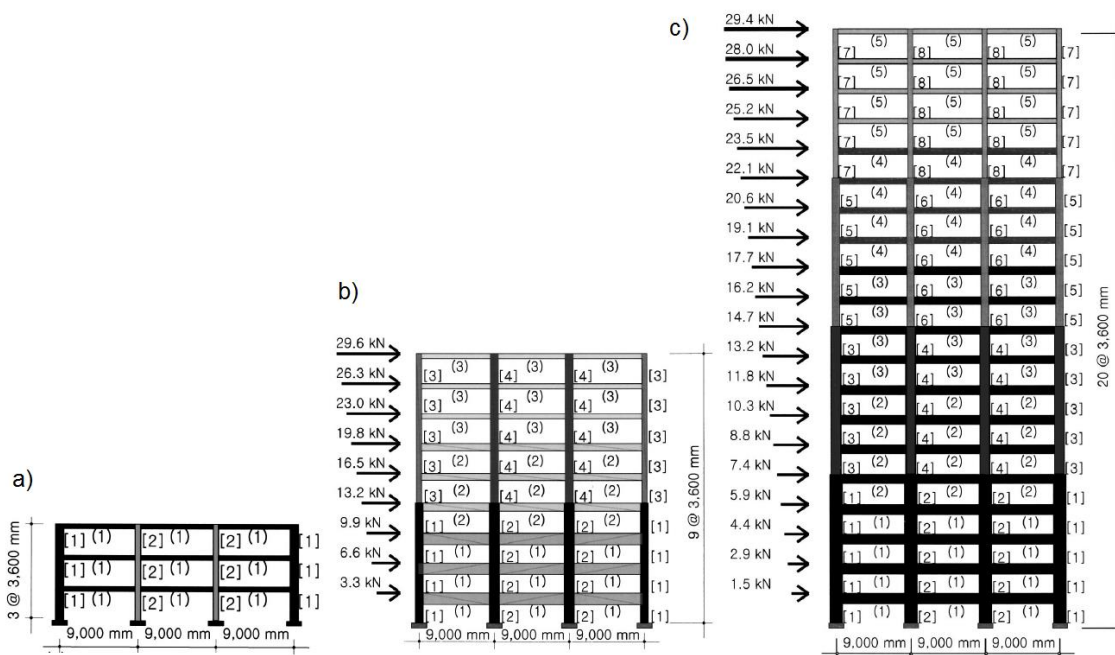 a)
3 @ 3,600 mm
[1] (1) [2] (1) [2] (1) [1]
[1] (1) [2] (1) [2] (1) [1]
[1] (1) [2] (1) [2] (1) [1]
9,000 mm 9,000 mm 9,000 mm
b)
29.6 kN
[3] (3) [4] (3) [4] (3) [3]
26.3 kN
[3] (3) [4] (3) [4] (3) [3]
23.0 kN
[3] (3) [4] (3) [4] (3) [3]
19.8 kN
[3] (2) [4] (2) [4] (2) [3]
16.5 kN
[3] (2) [4] (2) [4] (2) [3]
13.2 kN
[1] (2) [2] (2) [2] (2) [1]
9.9 kN
[1] (1) [2] (1) [2] (1) [1]
6.6 kN
[1] (1) [2] (1) [2] (1) [1]
3.3 kN
[1] (1) [2] (1) [2] (1) [1]
9 @ 3,600 mm
9,000 mm 9,000 mm 9,000 mm
c)
29.4 kN
[7] (5) [8] (5) [8] (5) [7]
28.0 kN
[7] (5) [8] (5) [8] (5) [7]
26.5 kN
[7] (5) [8] (5) [8] (5) [7]
25.2 kN
[7] (5) [8] (5) [8] (5) [7]
23.5 kN
[7] (4) [8] (4) [8] (4) [7]
22.1 kN
[5] (4) [6] (4) [6] (4) [5]
20.6 kN
[5] (4) [6] (4) [6] (4) [5]
19.1 kN
[5] (4) [6] (4) [6] (4) [5]
17.7 kN
[5] (3) [6] (3) [6] (3) [5]
16.2 kN
[5] (3) [6] (3) [6] (3) [5]
14.7 kN
[3] (3) [4] (3) [4] (3) [3]
13.2 kN
[3] (3) [4] (3) [4] (3) [3]
11.8 kN
[3] (2) [4] (2) [4] (2) [3]
10.3 kN
[3] (2) [4] (2) [4] (2) [3]
8.8 kN
[3] (2) [4] (2) [4] (2) [3]
7.4 kN
[1] (2) [2] (2) [2] (2) [1]
5.9 kN
[1] (1) [2] (1) [2] (1) [1]
4.4 kN
[1] (1) [2] (1) [2] (1) [1]
2.9 kN
[1] (1) [2] (1) [2] (1) [1]
1.5 kN
[1] (1) [2] (1) [2] (1) [1]
20 @ 3,600 mm
9,000 mm 9,000 mm 9,000 mm